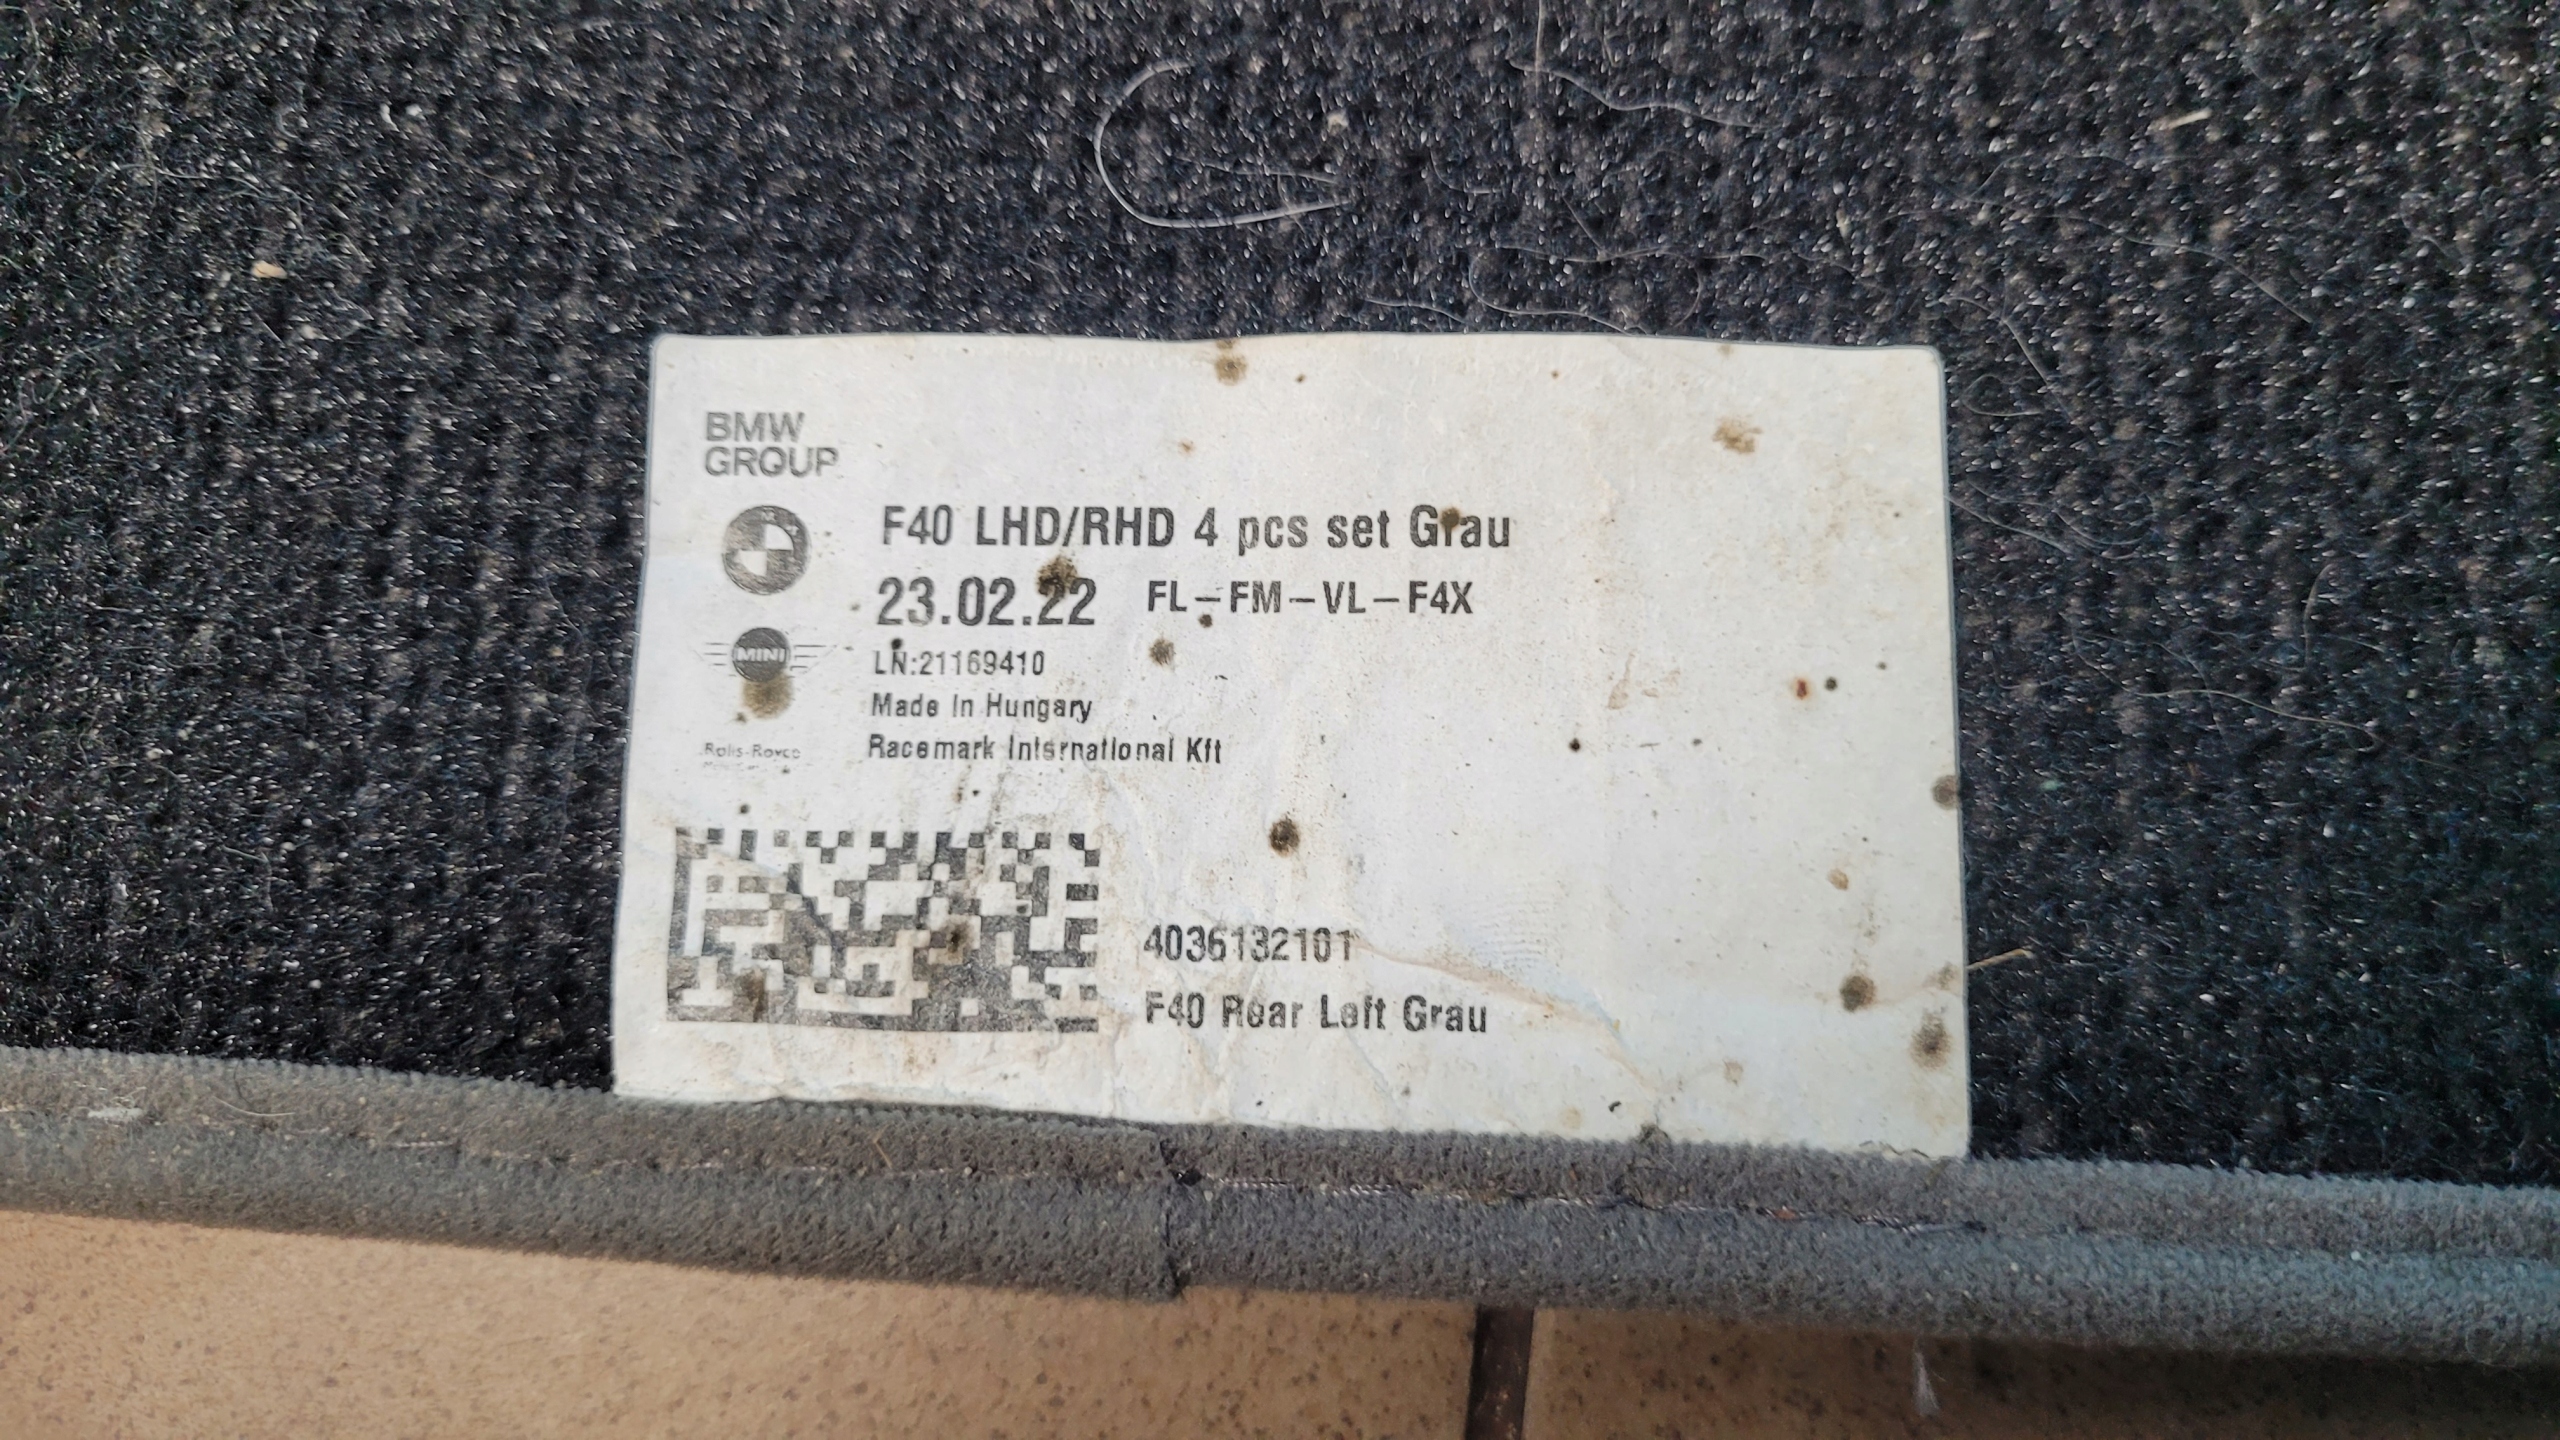 BMW
GROUP
F40 LHD/RHD 4 pcs set Grau
23.02.22 FL-FM-VL-F4X
MINI
LN:21169410
Made In Hungary
Rolls-Royce
Racemark International Kft
4036132101
F40 Rear Left Grau